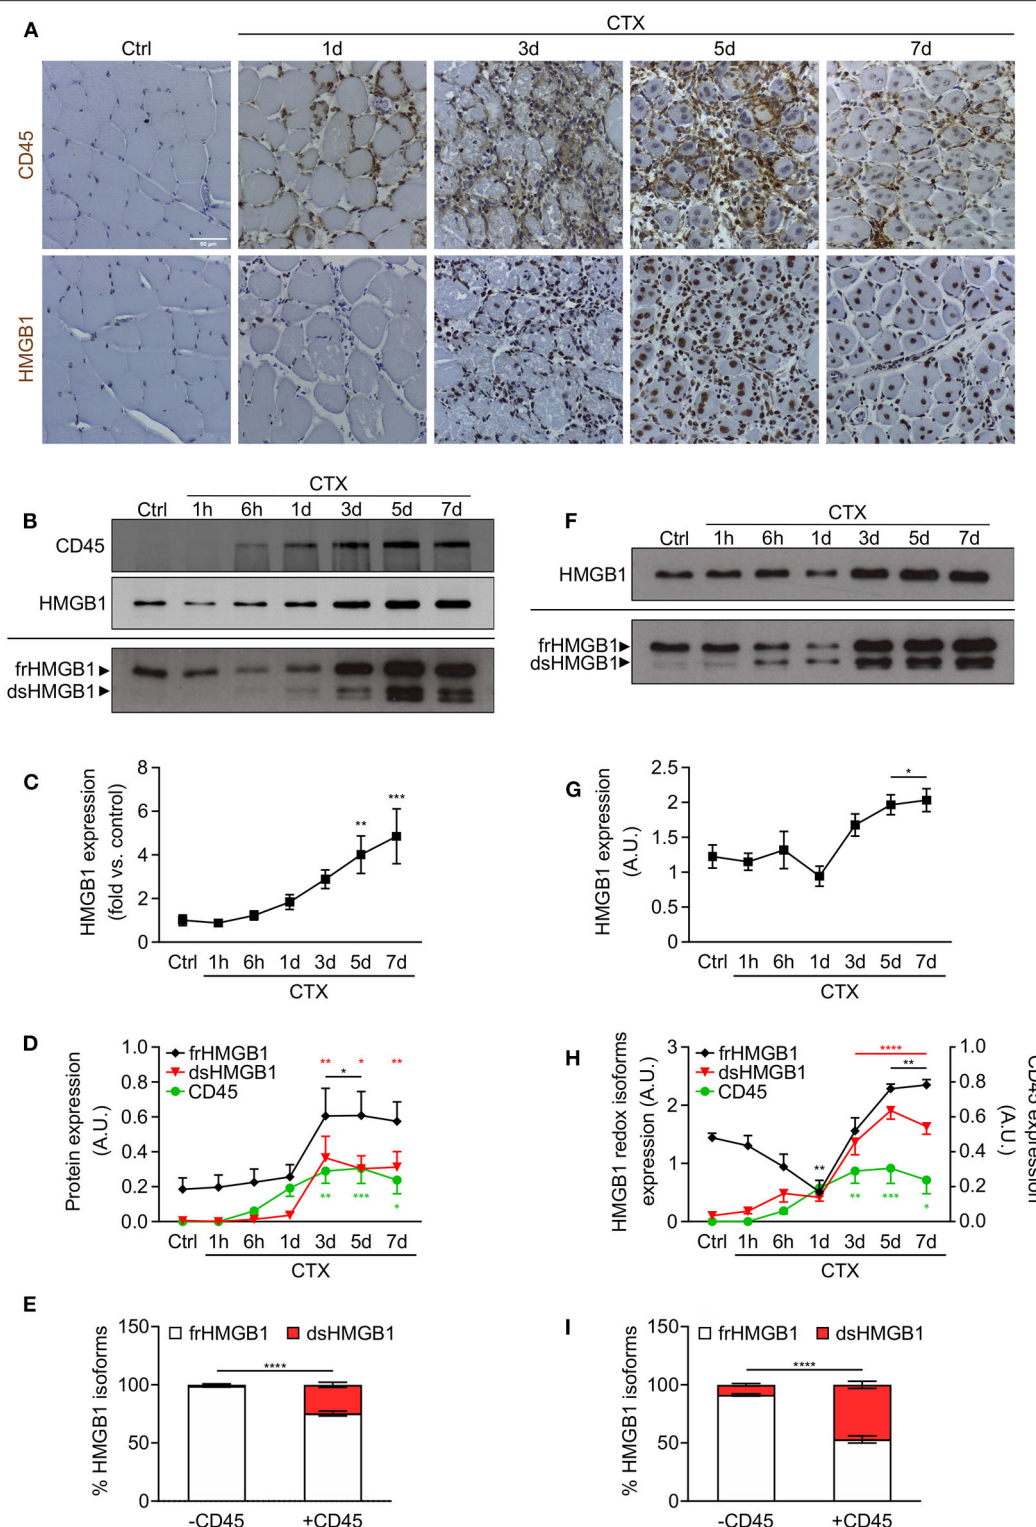 A
CTX
Ctrl 1d 3d 5d 7d
CD45
50 µm
HMGB1
B
CTX
Ctrl 1h 6h 1d 3d 5d 7d
CD45
HMGB1
frHMGB1
dsHMGB1
F
CTX
Ctrl 1h 6h 1d 3d 5d 7d
HMGB1
frHMGB1
dsHMGB1
C
HMGB1 expression
(fold vs. control)
8
6
4
2
0
** ***
Ctrl 1h 6h 1d 3d 5d 7d
CTX
G
HMGB1 expression
(A.U.)
2.5
2
1.5
1
0.5
0
*
Ctrl 1h 6h 1d 3d 5d 7d
CTX
D
Protein expression
(A.U.)
1.0
0.8
0.6
0.4
0.2
0.0
frHMGB1
dsHMGB1
CD45
** * **
*
** *** *
Ctrl 1h 6h 1d 3d 5d 7d
CTX
H
HMGB1 redox isoforms
expression (A.U.)
3
2
1
0
frHMGB1
dsHMGB1
CD45
****
**
**
** *** *
1.0
0.8
0.6
0.4
0.2
0.0
CD45 expression
(A.U.)
Ctrl 1h 6h 1d 3d 5d 7d
CTX
E
% HMGB1 isoforms
150
100
50
0
frHMGB1 dsHMGB1
****
-CD45 +CD45
I
% HMGB1 isoforms
150
100
50
0
frHMGB1 dsHMGB1
****
-CD45 +CD45